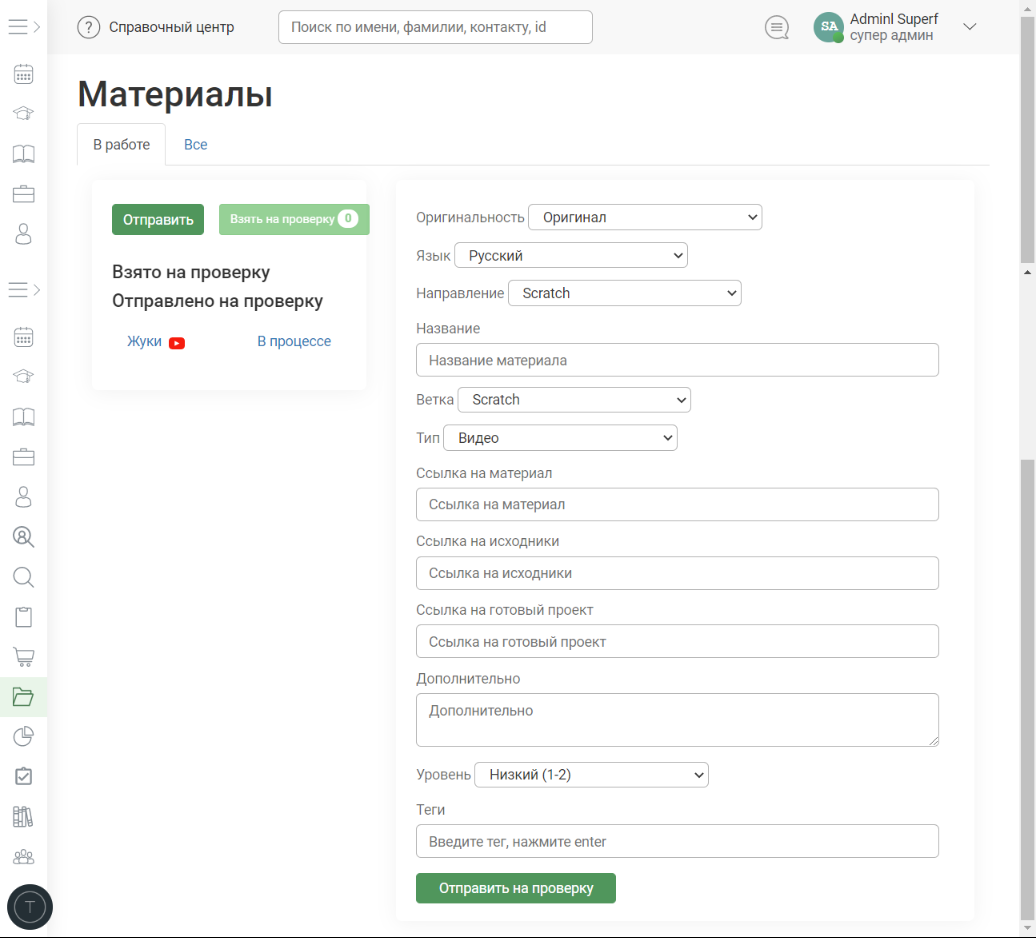 Справочный центр
Поиск по имени, фамилии, контакту, id
SA
Adminl Superf
супер админ
Материалы
В работе
Все
Отправить
Взять на проверку 0
Взято на проверку
Отправлено на проверку
Жуки
В процессе
Оригинальность Оригинал
Язык Русский
Направление Scratch
Название
Название материала
Ветка Scratch
Тип Видео
Ссылка на материал
Ссылка на материал
Ссылка на исходники
Ссылка на исходники
Ссылка на готовый проект
Ссылка на готовый проект
Дополнительно
Дополнительно
Уровень Низкий (1-2)
Теги
Введите тег, нажмите enter
Отправить на проверку
T